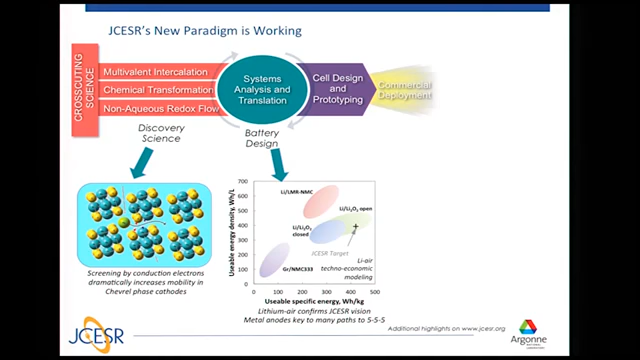 JCESR's New Paradigm is Working
CROSSCUTTING
SCIENCE
Multivalent Intercalation
Chemical Transformation
Non-Aqueous Redox Flow
Systems
Analysis and
Translation
Cell Design
and
Prototyping
Commercial
Deployment
Discovery
Science
Battery
Design
Screening by conduction electrons
dramatically increases mobility in
Chevrel phase cathodes
Useable energy density, Wh/L
700
600
500
400
300
200
100
0
Li/LMR-NMC
Li/Li₂O₂ open
Li/Li₂O₂
closed
JCESR Target
Li-air
techno-economic
modeling
Gr/NMC333
0 100 200 300 400 500
Useable specific energy, Wh/kg
Lithium-air confirms JCESR vision
Metal anodes key to many paths to 5-5-5
JCESR
Additional highlights on www.jcesr.org
Argonne